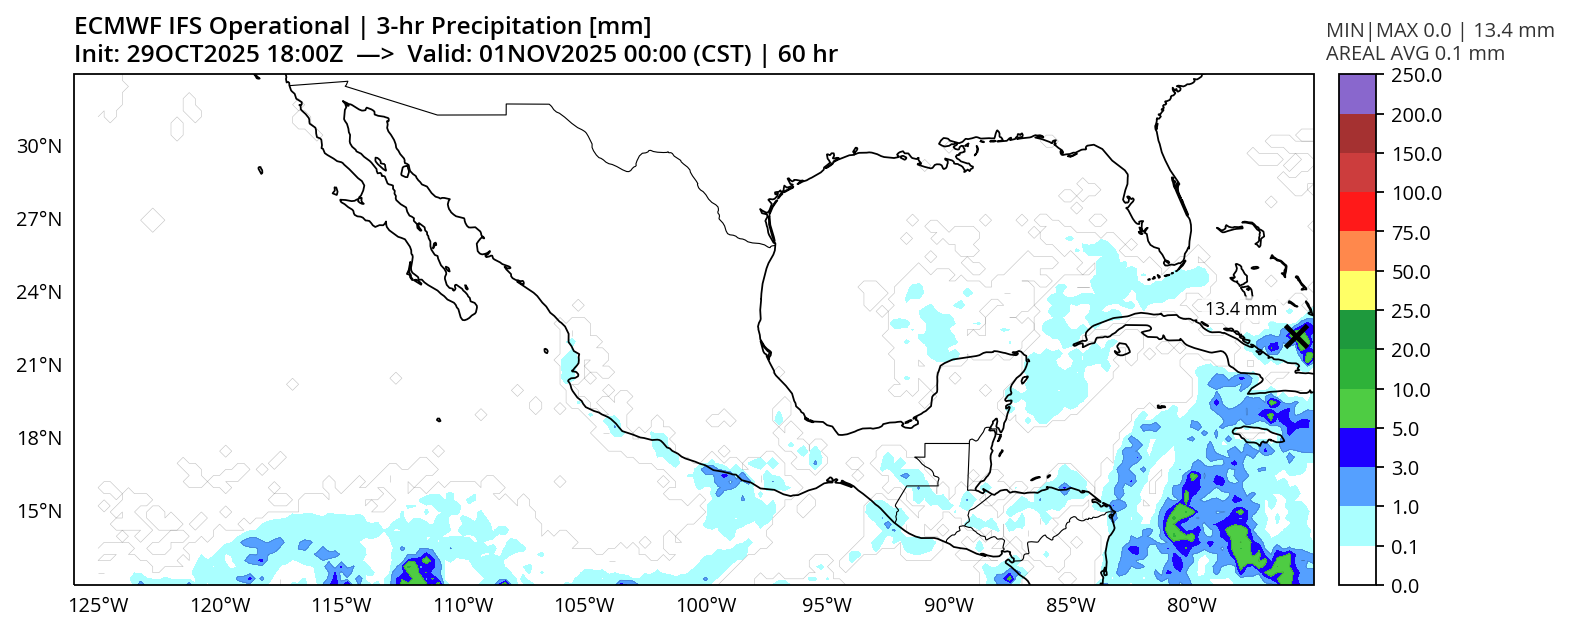 ECMWF IFS Operational | 3-hr Precipitation [mm]
Init: 29OCT2025 18:00Z —> Valid: 01NOV2025 00:00 (CST) | 60 hr
MIN|MAX 0.0 | 13.4 mm
AREAL AVG 0.1 mm
250.0
200.0
150.0
100.0
75.0
50.0
25.0
20.0
10.0
5.0
3.0
1.0
0.1
0.0
30°N
27°N
24°N
21°N
18°N
15°N
13.4 mm
125°W 120°W 115°W 110°W 105°W 100°W 95°W 90°W 85°W 80°W